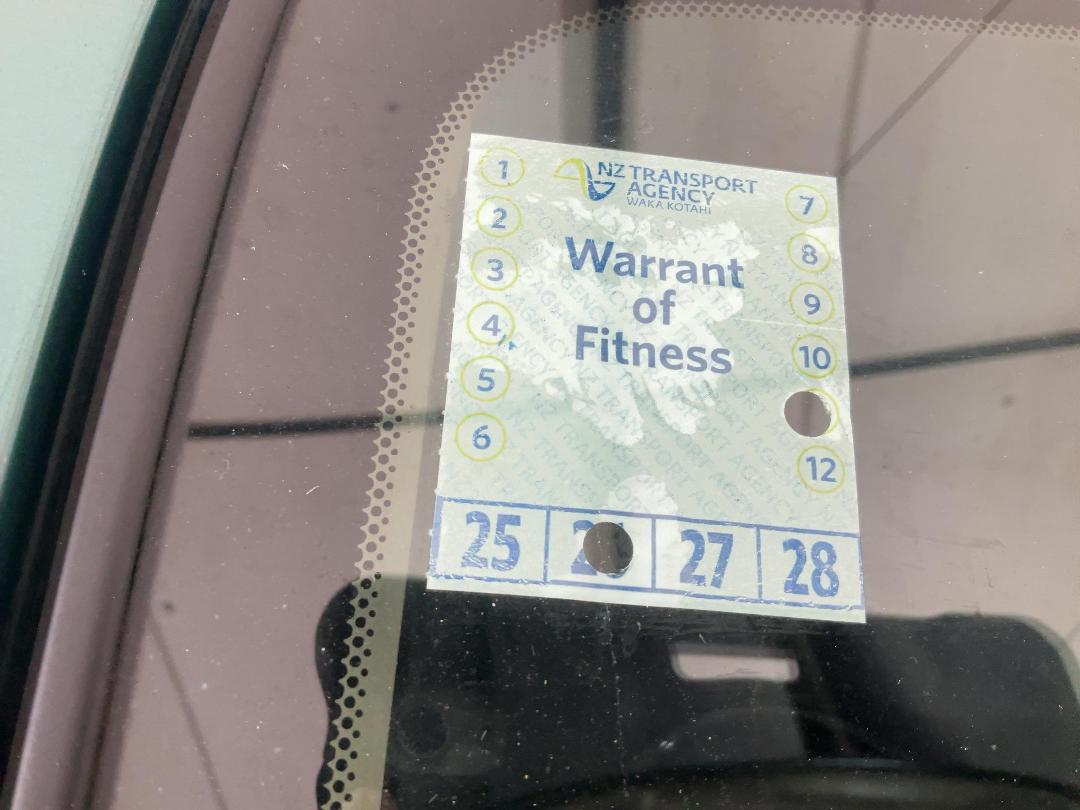 NZ TRANSPORT
AGENCY
WAKA KOTAHI
Warrant
of
Fitness
1
2
3
4
5
6
7
8
9
10
12
25
27
28